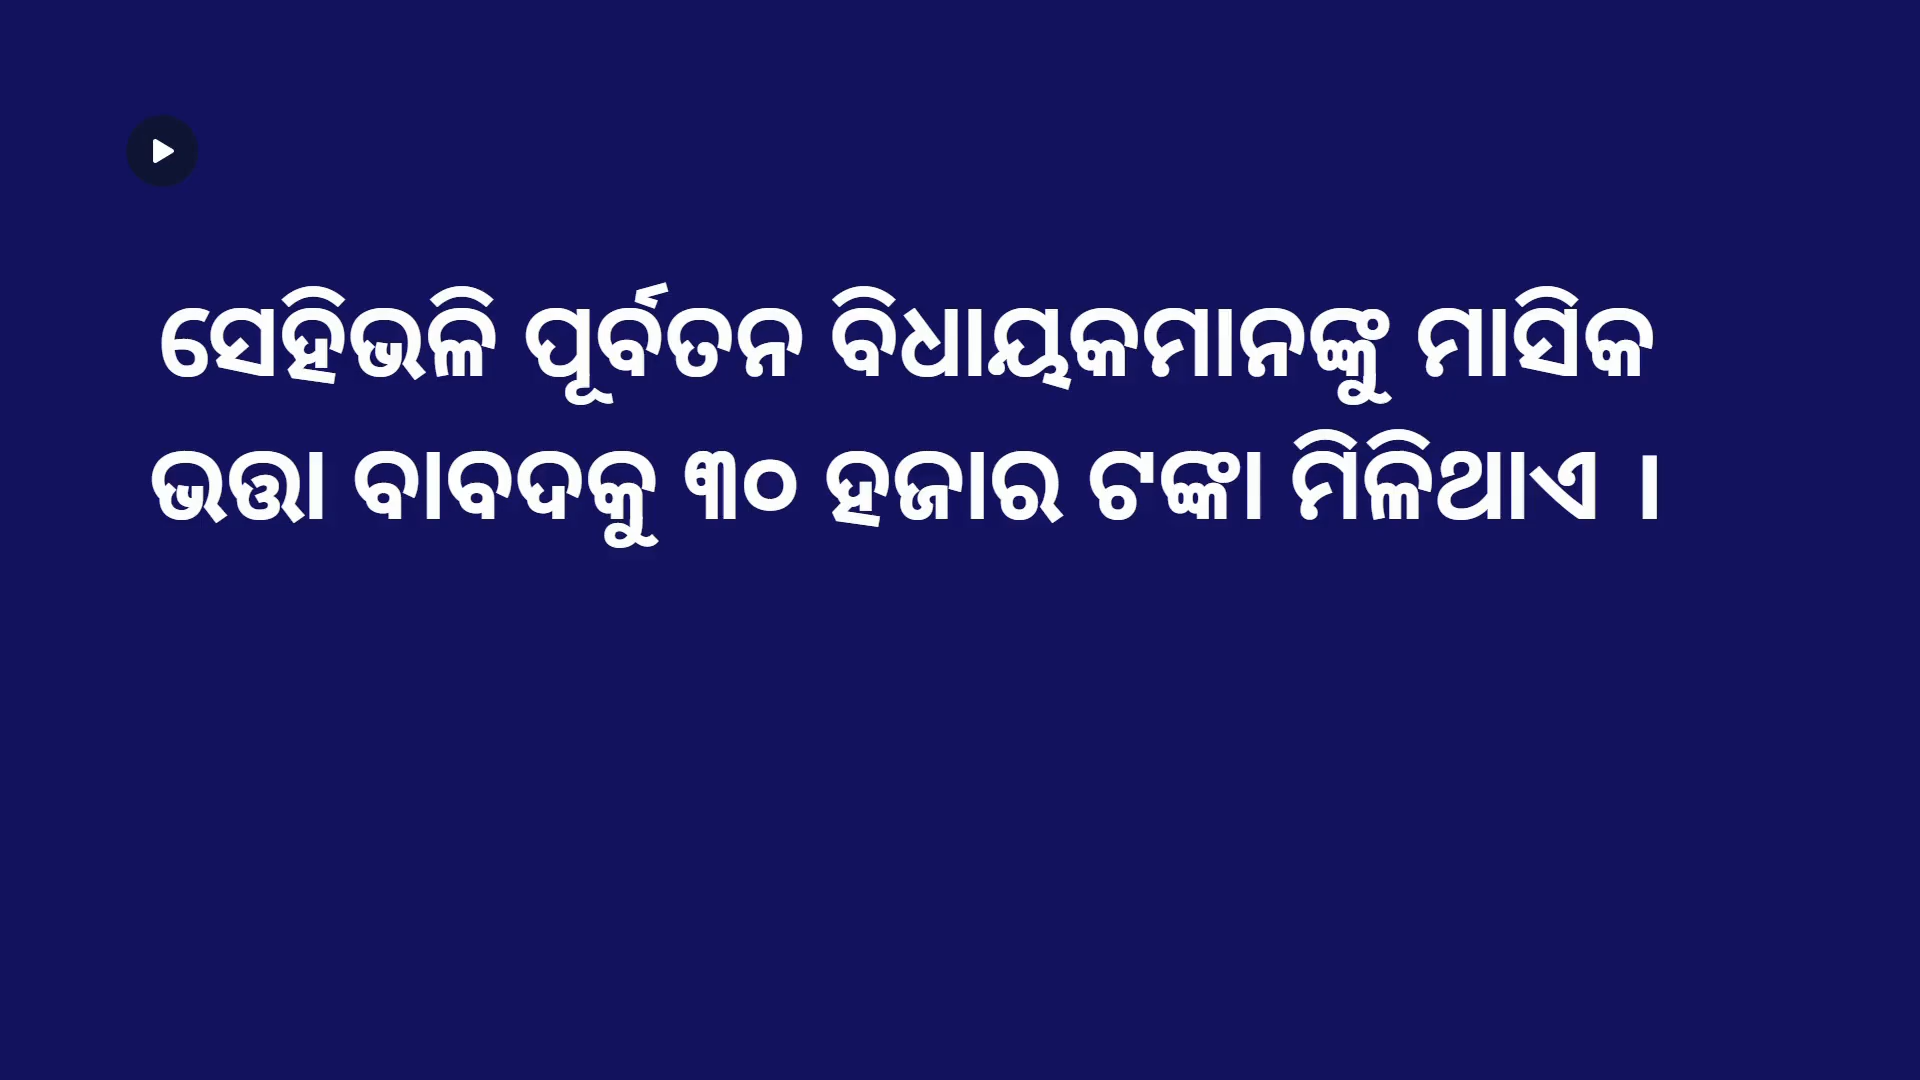 ସେହିଭଳି ପୂର୍ବତନ ବିଧାୟକମାନଙ୍କୁ ମାସିକ
ଭତ୍ତା ବାବଦକୁ ୩୦ ହଜାର ଟଙ୍କା ମିଳିଥାଏ ।